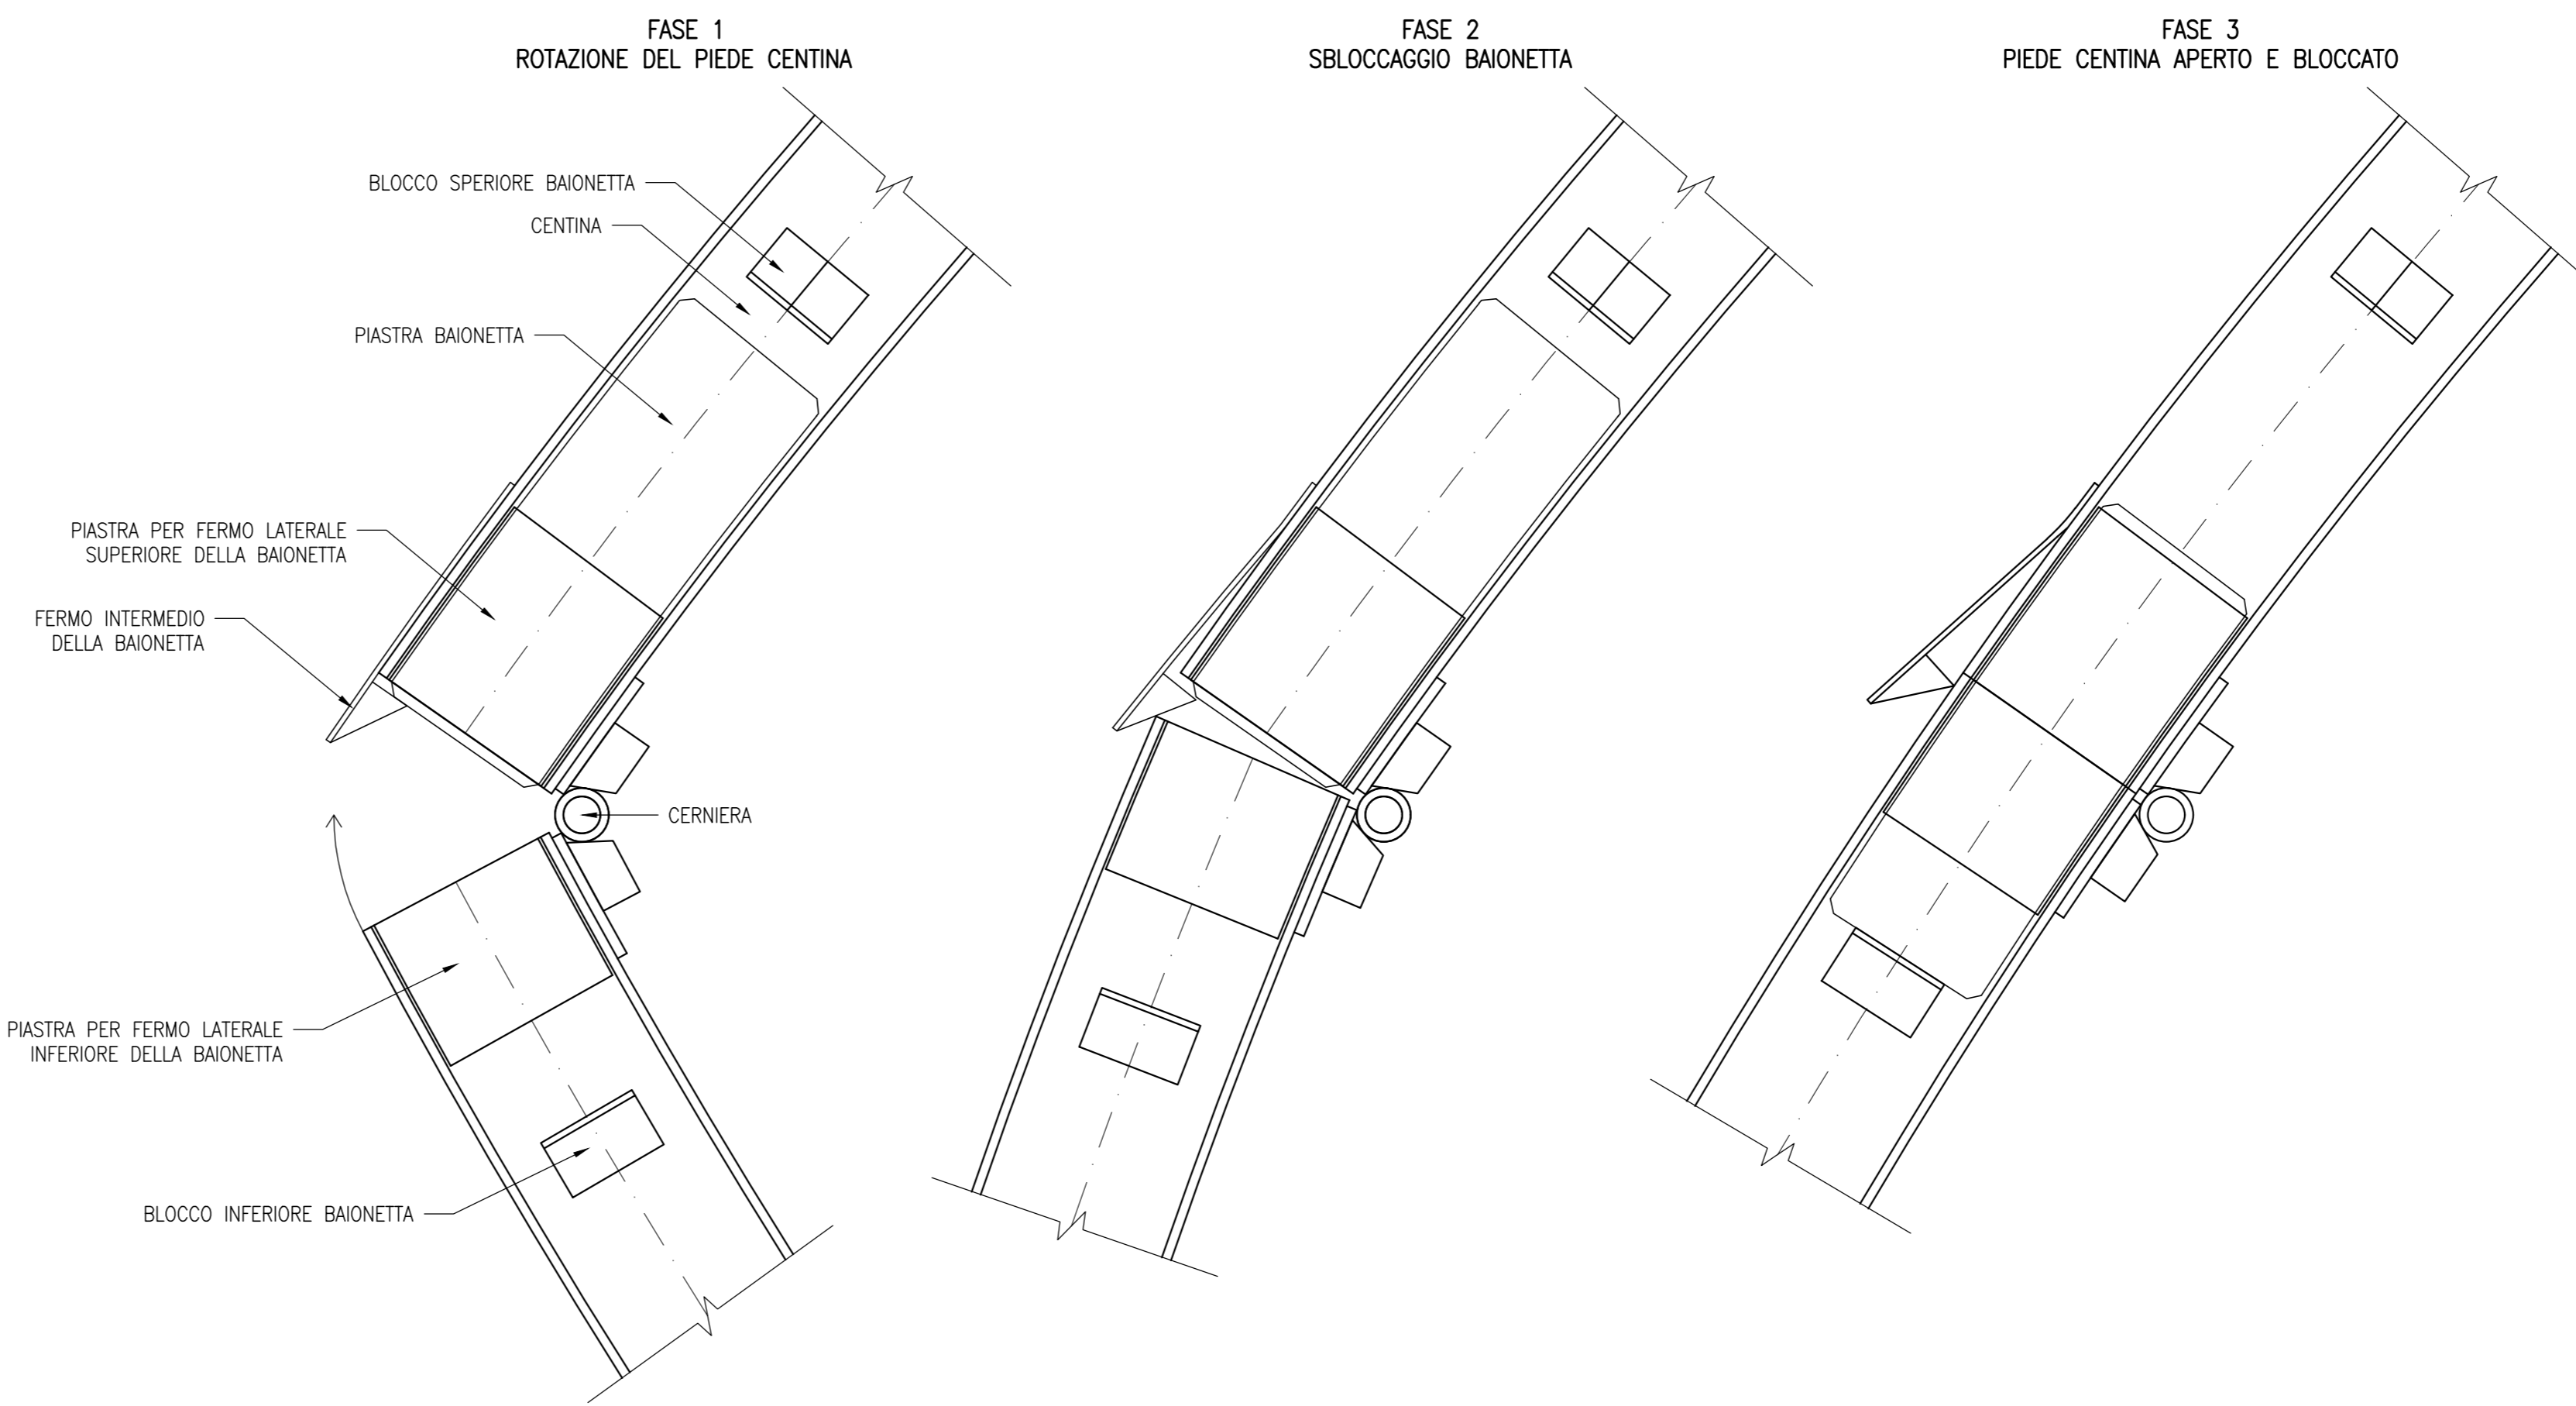 FASE 1
ROTAZIONE DEL PIEDE CENTINA
FASE 2
SBLOCCAGGIO BAIONETTA
FASE 3
PIEDE CENTINA APERTO E BLOCCATO
BLOCCO SPERIORE BAIONETTA
CENTINA
PIASTRA BAIONETTA
PIASTRA PER FERMO LATERALE
SUPERIORE DELLA BAIONETTA
FERMO INTERMEDIO
DELLA BAIONETTA
CERNIERA
PIASTRA PER FERMO LATERALE
INFERIORE DELLA BAIONETTA
BLOCCO INFERIORE BAIONETTA